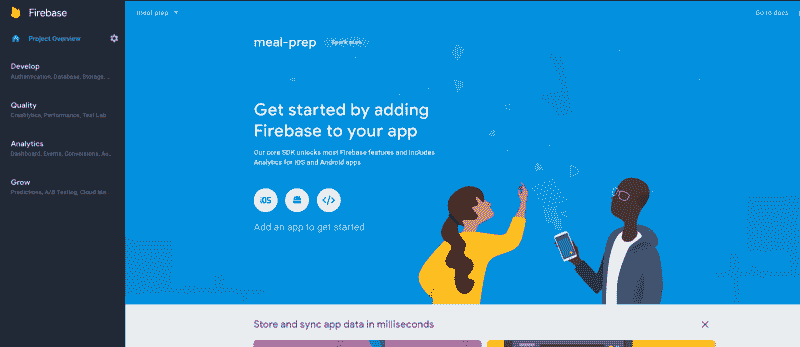 Firebase
meal prep
Go to docs
Project Overview
meal-prep
Spark plan
Develop
Authentication, Database, Storage, ...
Quality
Crashlytics, Performance, Test Lab
Get started by adding
Firebase to your app
Analytics
Dashboard, Events, Conversions, Au...
Our core SDK unlocks most Firebase features and includes
Analytics for iOS and Android apps
Grow
Predictions, A/B Testing, Cloud Me...
iOS
</>
Add an app to get started
Store and sync app data in milliseconds